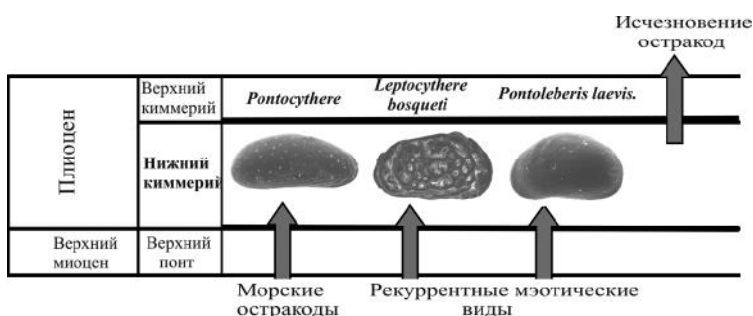 Исчезновение
остракод
Плиоцен
Верхний
киммерий
Pontocythere
Leptocythere
bosqueti
Pontoleberis laevis.
Нижний
киммерий
Верхний
миоцен
Верхний
понт
Морские
остракоды
Рекуррентные мэотические
виды